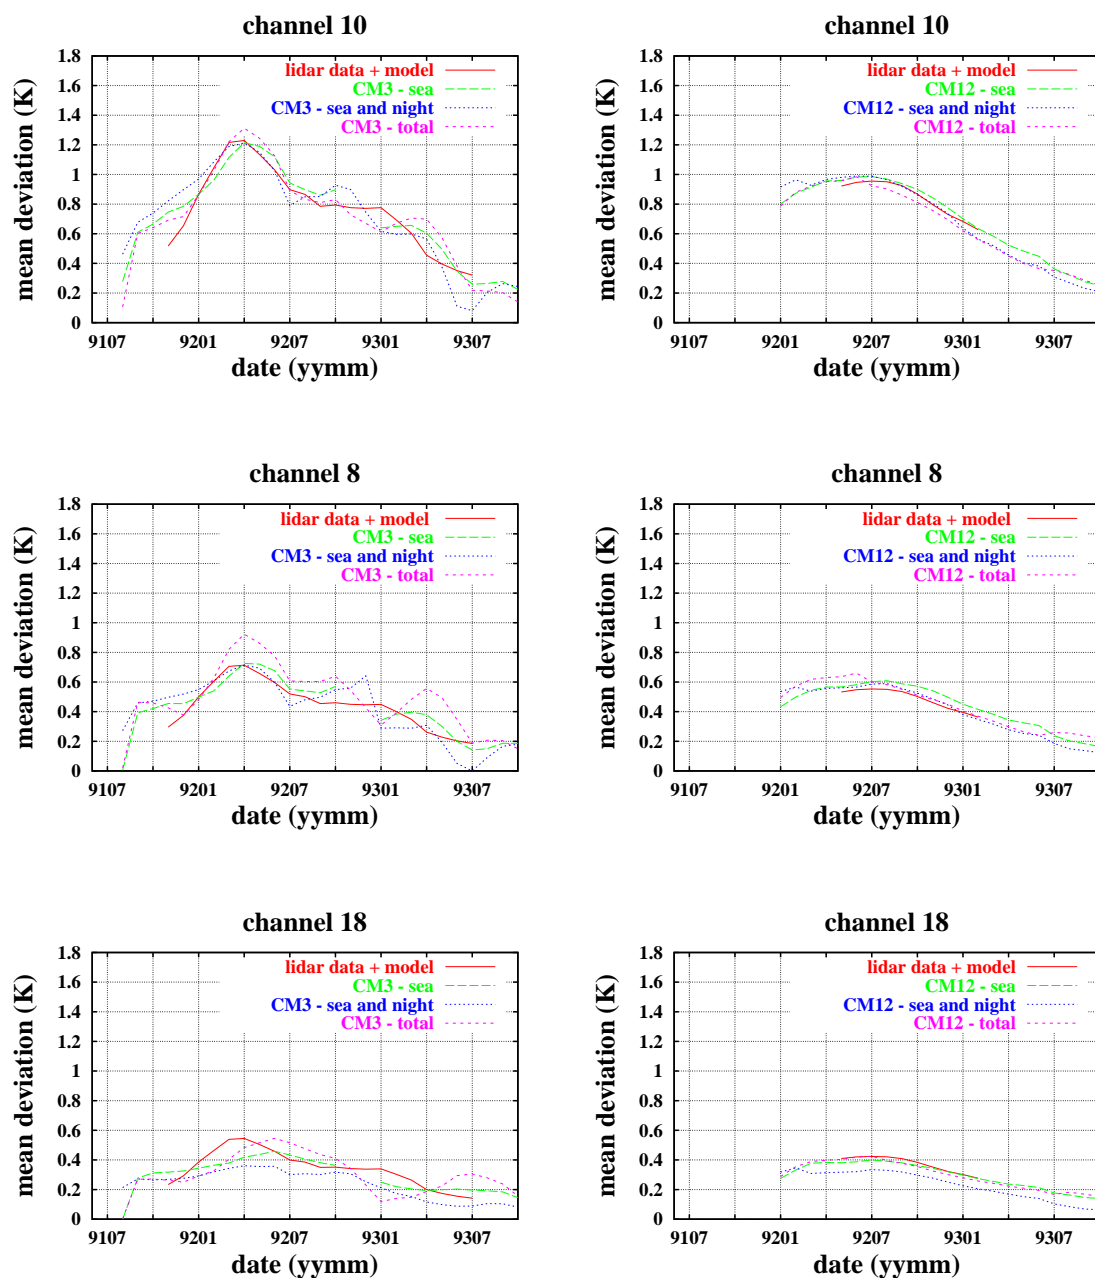 channel 10
1.8
1.6
1.4
1.2
1
0.8
0.6
0.4
0.2
0
mean deviation (K)
lidar data + model
CM3 - sea
CM3 - sea and night
CM3 - total
9107 9201 9207 9301 9307
date (yymm)
channel 10
1.8
1.6
1.4
1.2
1
0.8
0.6
0.4
0.2
0
mean deviation (K)
lidar data + model
CM12 - sea
CM12 - sea and night
CM12 - total
9107 9201 9207 9301 9307
date (yymm)
channel 8
1.8
1.6
1.4
1.2
1
0.8
0.6
0.4
0.2
0
mean deviation (K)
lidar data + model
CM3 - sea
CM3 - sea and night
CM3 - total
9107 9201 9207 9301 9307
date (yymm)
channel 8
1.8
1.6
1.4
1.2
1
0.8
0.6
0.4
0.2
0
mean deviation (K)
lidar data + model
CM12 - sea
CM12 - sea and night
CM12 - total
9107 9201 9207 9301 9307
date (yymm)
channel 18
1.8
1.6
1.4
1.2
1
0.8
0.6
0.4
0.2
0
mean deviation (K)
lidar data + model
CM3 - sea
CM3 - sea and night
CM3 - total
9107 9201 9207 9301 9307
date (yymm)
channel 18
1.8
1.6
1.4
1.2
1
0.8
0.6
0.4
0.2
0
mean deviation (K)
lidar data + model
CM12 - sea
CM12 - sea and night
CM12 - total
9107 9201 9207 9301 9307
date (yymm)